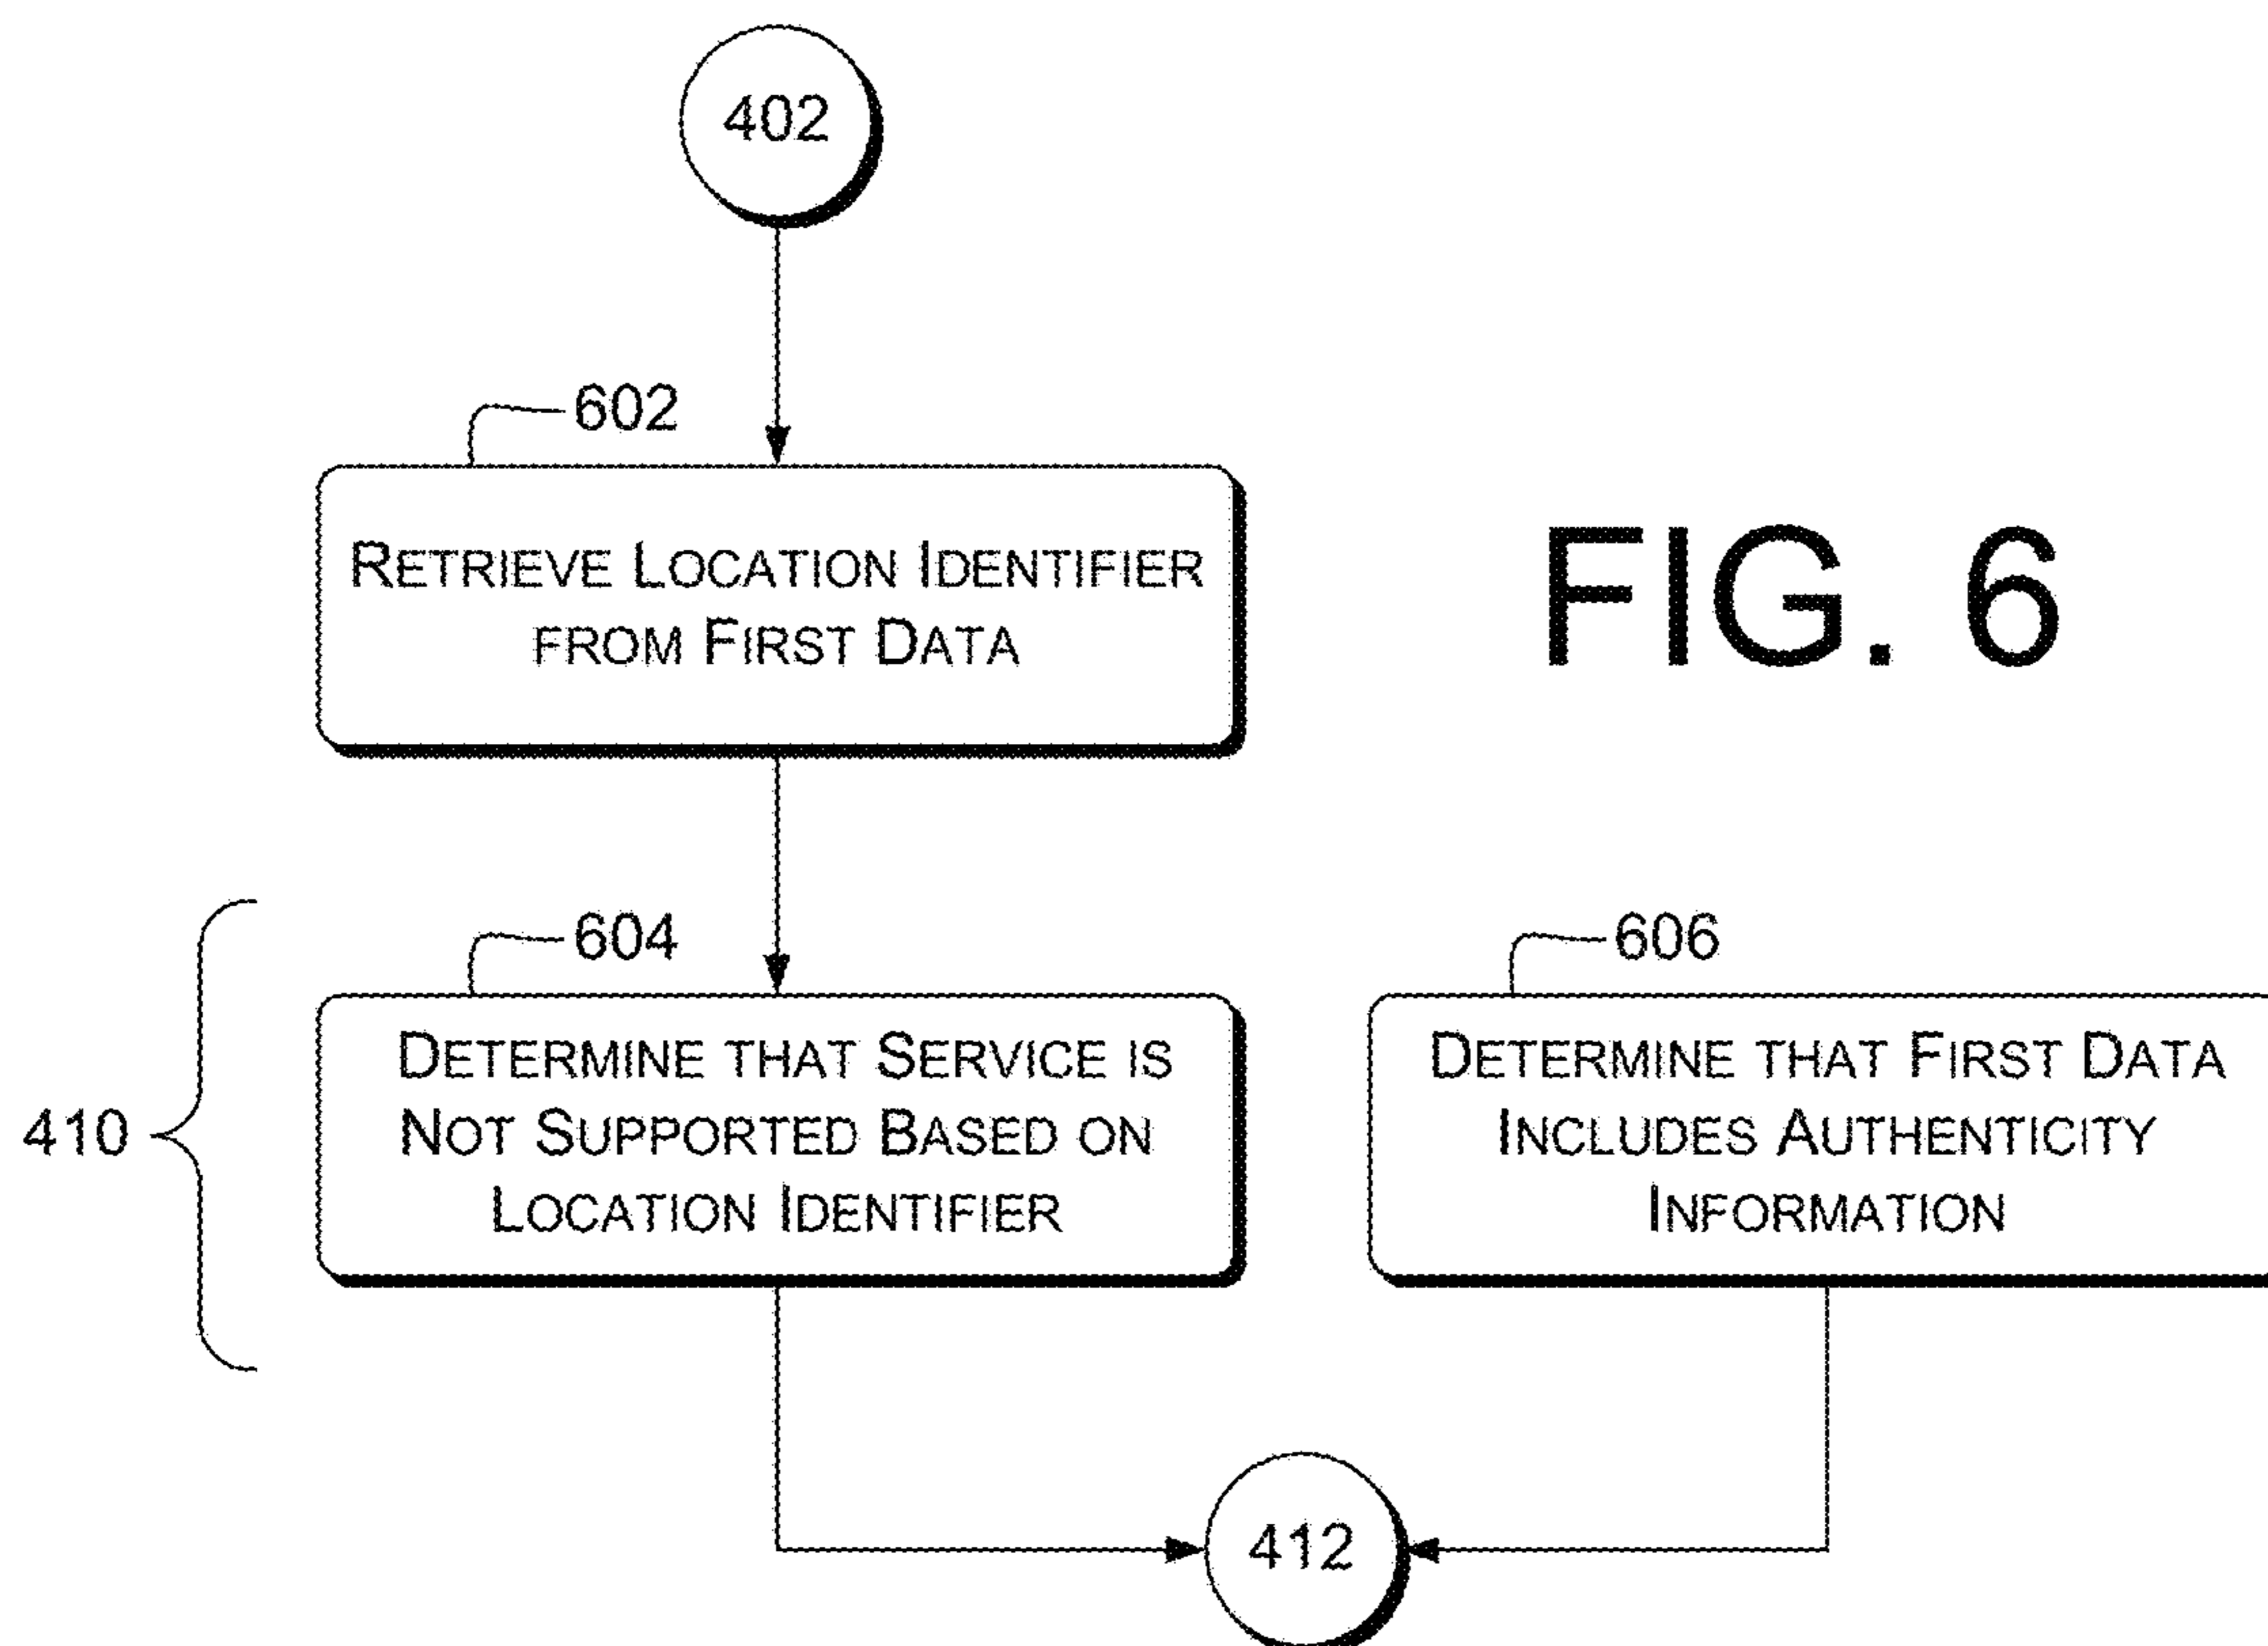 402
602
RETRIEVE LOCATION IDENTIFIER
FROM FIRST DATA
FIG. 6
410
604
DETERMINE THAT SERVICE IS
NOT SUPPORTED BASED ON
LOCATION IDENTIFIER
606
DETERMINE THAT FIRST DATA
INCLUDES AUTHENTICITY
INFORMATION
412